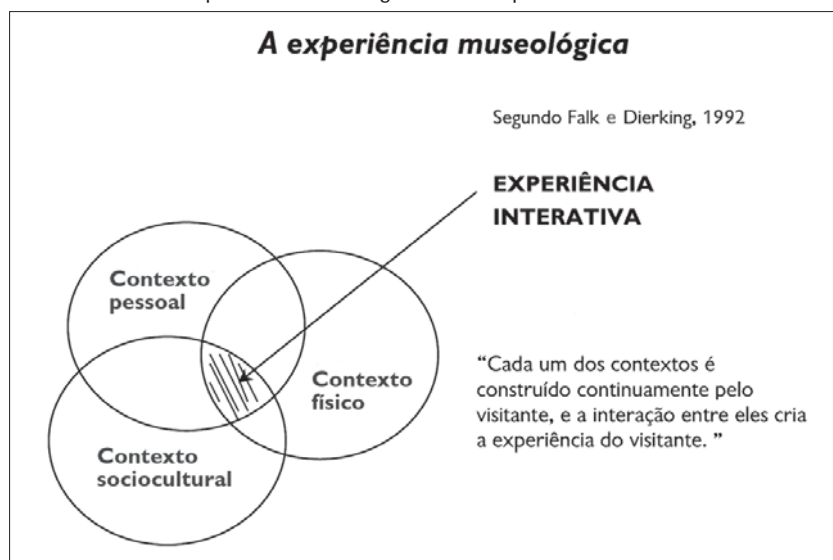 A experiência museológica
Segundo Falk e Dierking, 1992
EXPERIÊNCIA
INTERATIVA
Contexto
pessoal
Contexto
físico
Contexto
sociocultural
“Cada um dos contextos é
construído continuamente pelo
visitante, e a interação entre eles cria
a experiência do visitante. ”